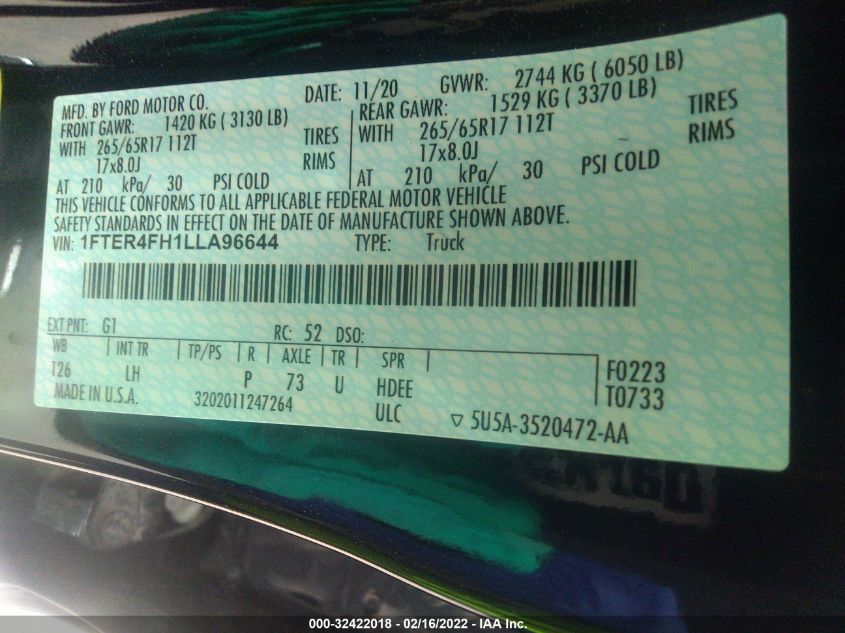 MFD. BY FORD MOTOR CO. DATE: 11/20 GVWR: 2744 KG ( 6050 LB)
FRONT GAWR: 1420 KG ( 3130 LB) REAR GAWR: 1529 KG ( 3370 LB)
WITH 265/65R17 112T TIRES WITH 265/65R17 112T TIRES
17x8.0J RIMS 17x8.0J RIMS
AT 210 kPa/ 30 PSI COLD AT 210 kPa/ 30 PSI COLD
THIS VEHICLE CONFORMS TO ALL APPLICABLE FEDERAL MOTOR VEHICLE
SAFETY STANDARDS IN EFFECT ON THE DATE OF MANUFACTURE SHOWN ABOVE.
VIN: 1FTER4FH1LLA96644 TYPE: Truck
EXT PNT: G1 RC: 52 DSO:
WB INT TR TP/PS R AXLE TR SPR
126 LH P 73 U HDEE F0223
MADE IN U.S.A. 3202011247264 ULC T0733
▽ 5U5A-3520472-AA
000-32422018 - 02/16/2022 - IAA Inc.